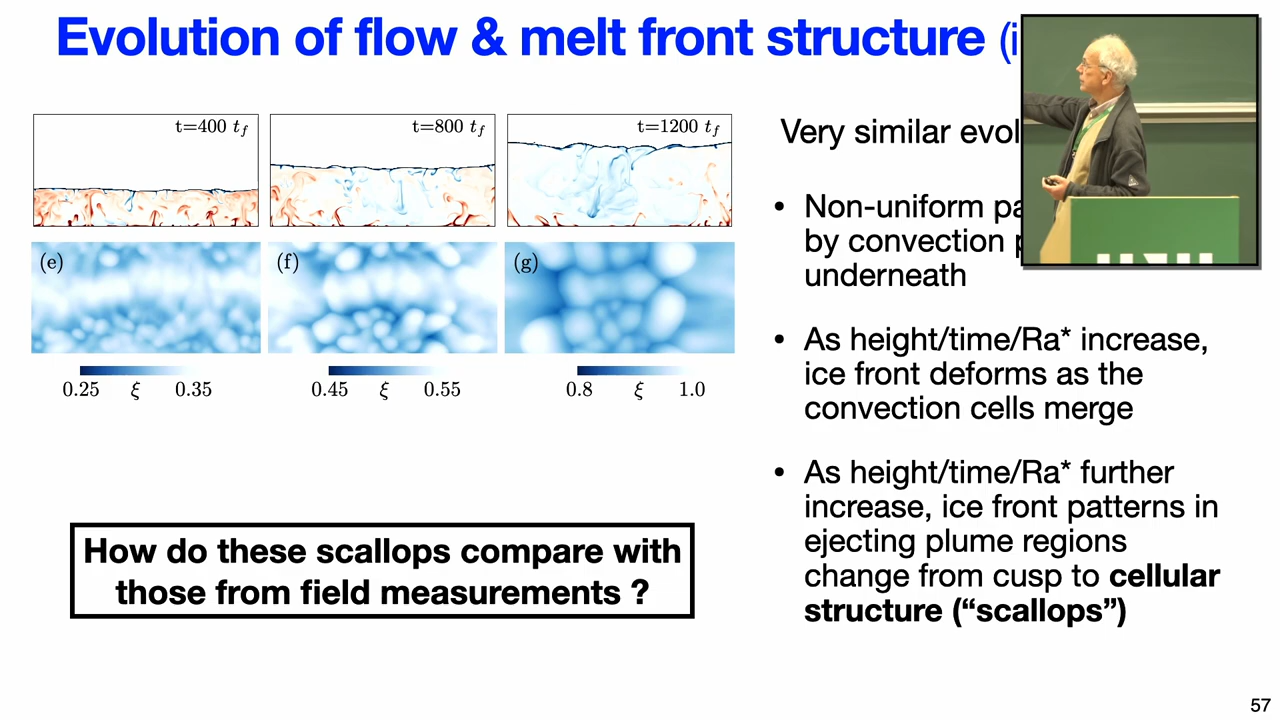 Evolution of flow & melt front structure
t=400 t_f
t=800 t_f
t=1200 t_f
(e)
(f)
(g)
0.25 ξ 0.35
0.45 ξ 0.55
0.8 ξ 1.0
How do these scallops compare with
those from field measurements ?
Very similar
• Non-uniform
by convection
underneath
• As height/time/Ra* increase,
ice front deforms as the
convection cells merge
• As height/time/Ra* further
increase, ice front patterns in
ejecting plume regions
change from cusp to cellular
structure (“scallops”)
57